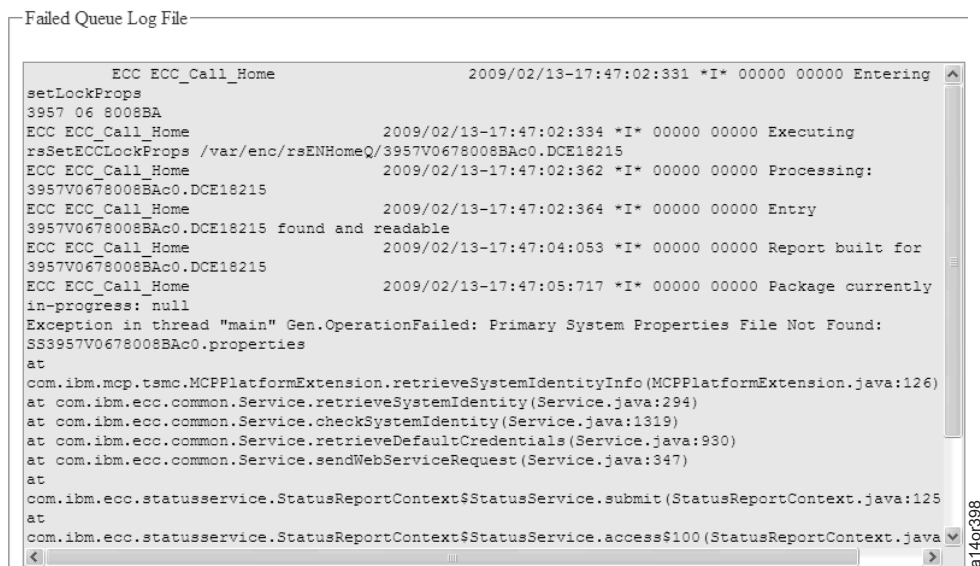 Failed Queue Log File
ECC ECC_Call_Home 2009/02/13-17:47:02:331 *I* 00000 00000 Entering
setLockProps
3957 06 8008BA
ECC ECC_Call_Home 2009/02/13-17:47:02:334 *I* 00000 00000 Executing
rsSetECCLockProps /var/enc/rsENHomeQ/3957V0678008BAc0.DCE18215
ECC ECC_Call_Home 2009/02/13-17:47:02:362 *I* 00000 00000 Processing:
3957V0678008BAc0.DCE18215
ECC ECC_Call_Home 2009/02/13-17:47:02:364 *I* 00000 00000 Entry
3957V0678008BAc0.DCE18215 found and readable
ECC ECC_Call_Home 2009/02/13-17:47:04:053 *I* 00000 00000 Report built for
3957V0678008BAc0.DCE18215
ECC ECC_Call_Home 2009/02/13-17:47:05:717 *I* 00000 00000 Package currently
in-progress: null
Exception in thread "main" Gen.OperationFailed: Primary System Properties File Not Found:
SS3957V0678008BAc0.properties
at
com.ibm.mcp.tsmc.MCPPlatformExtension.retrieveSystemIdentityInfo(MCPPlatformExtension.java:126)
at com.ibm.ecc.common.Service.retrieveSystemIdentity(Service.java:294)
at com.ibm.ecc.common.Service.checkSystemIdentity(Service.java:1319)
at com.ibm.ecc.common.Service.retrieveDefaultCredentials(Service.java:930)
at com.ibm.ecc.common.Service.sendWebServiceRequest(Service.java:347)
at
com.ibm.ecc.statusservice.StatusReportContext$StatusService.submit(StatusReportContext.java:125
at
com.ibm.ecc.statusservice.StatusReportContext$StatusService.access$100(StatusReportContext.java
a14or398